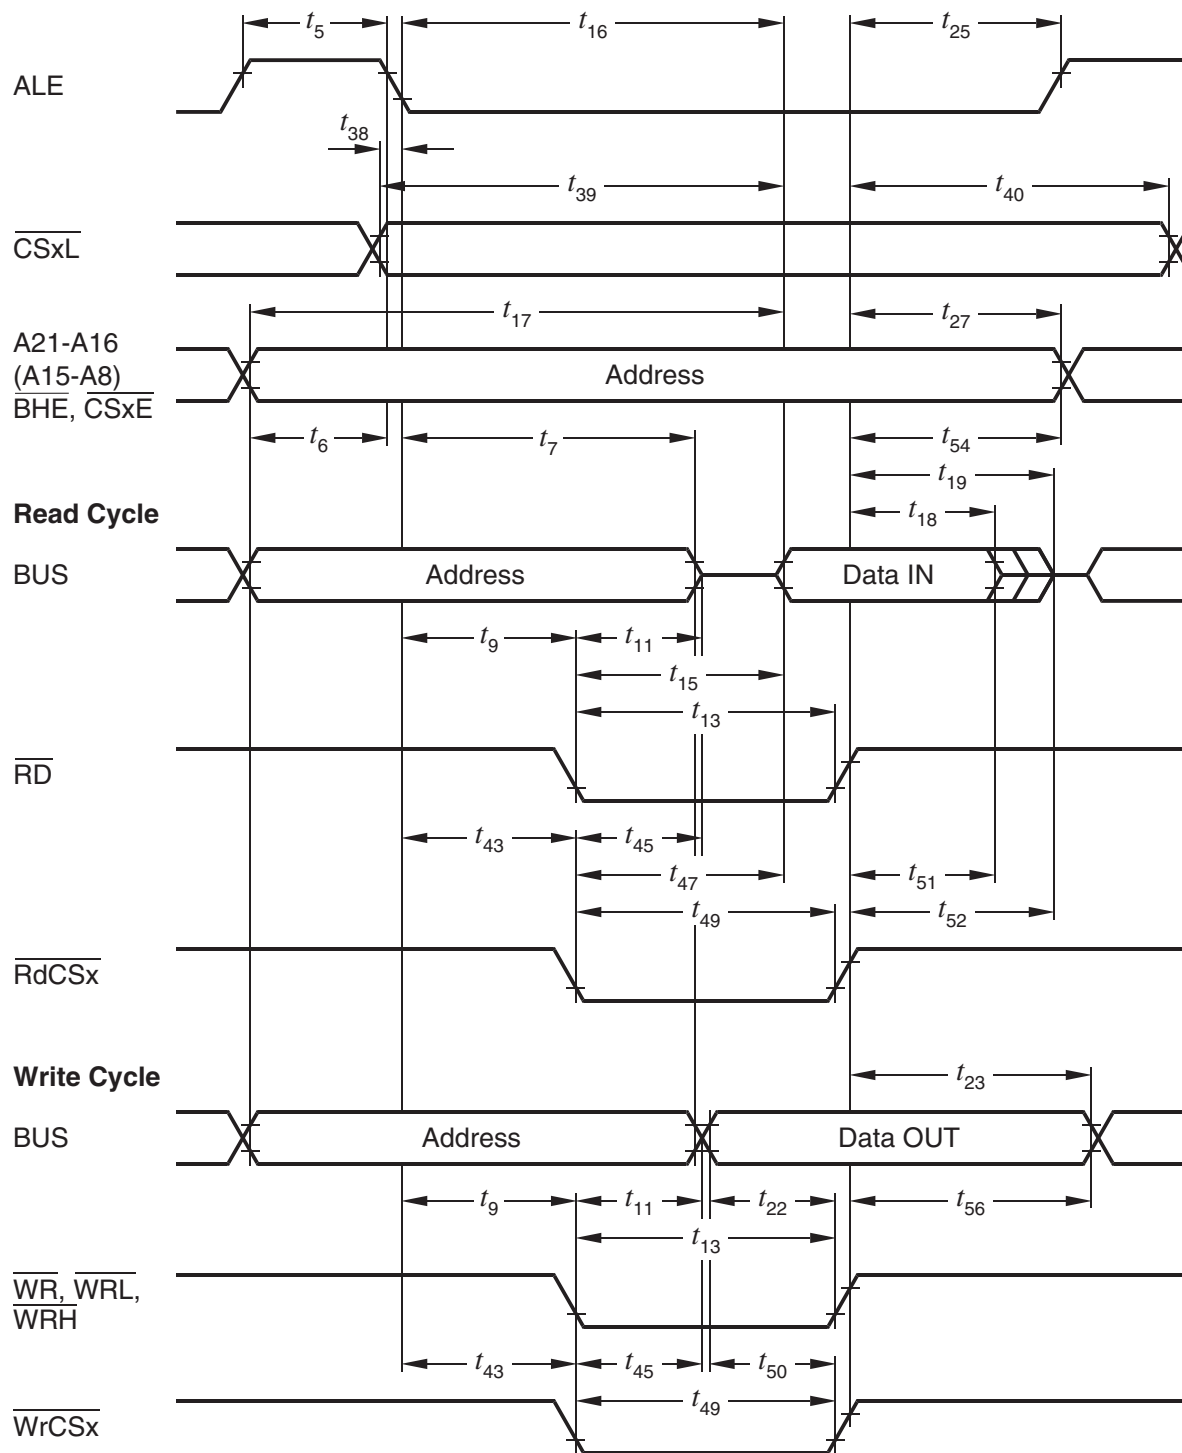 t5 t16 t25
ALE
t38
t39 t40
CSxL
t17 t27
A21-A16
(A15-A8)
BHE, CSxE
Address
t6 t7 t54
t19
Read Cycle
t18
BUS Address Data IN
t9 t11
t15
t13
RD
t43 t45
t47 t51
t49 t52
RdCSx
Write Cycle
t23
BUS Address Data OUT
t9 t11 t22 t56
t13
WR, WRL,
WRH
t43 t45 t50
t49
WrCSx